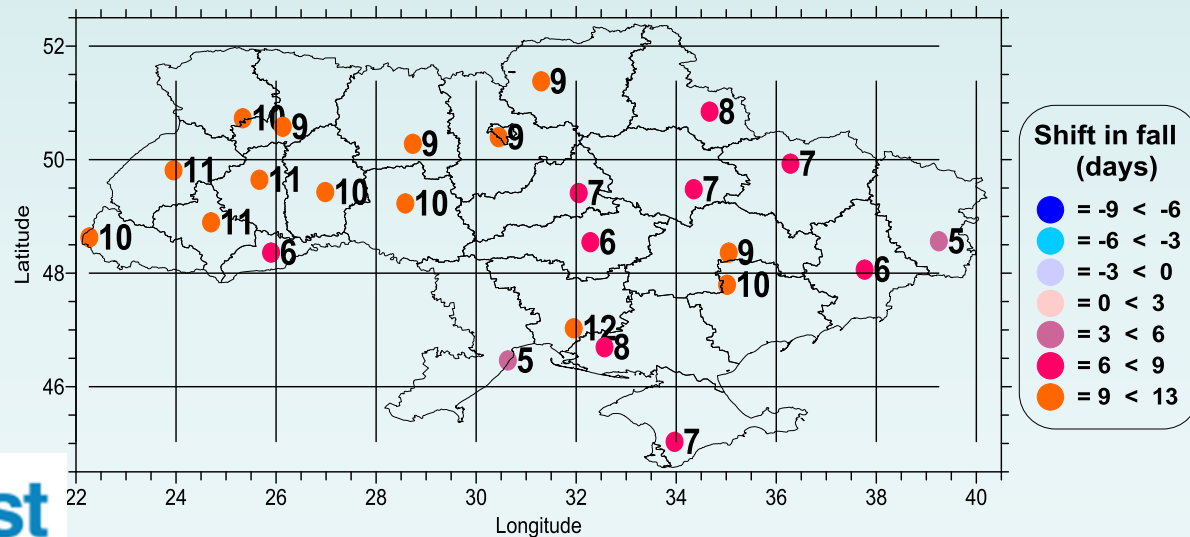 52
50
48
46
Latitude
9
8
10
9
9
9
7
11
11
10
10
7
7
11
10
6
6
9
5
6
10
12
8
5
7
22 24 26 28 30 32 34 36 38 40
Longitude
Shift in fall
(days)
= -9 < -6
= -6 < -3
= -3 < 0
= 0 < 3
= 3 < 6
= 6 < 9
= 9 < 13
st